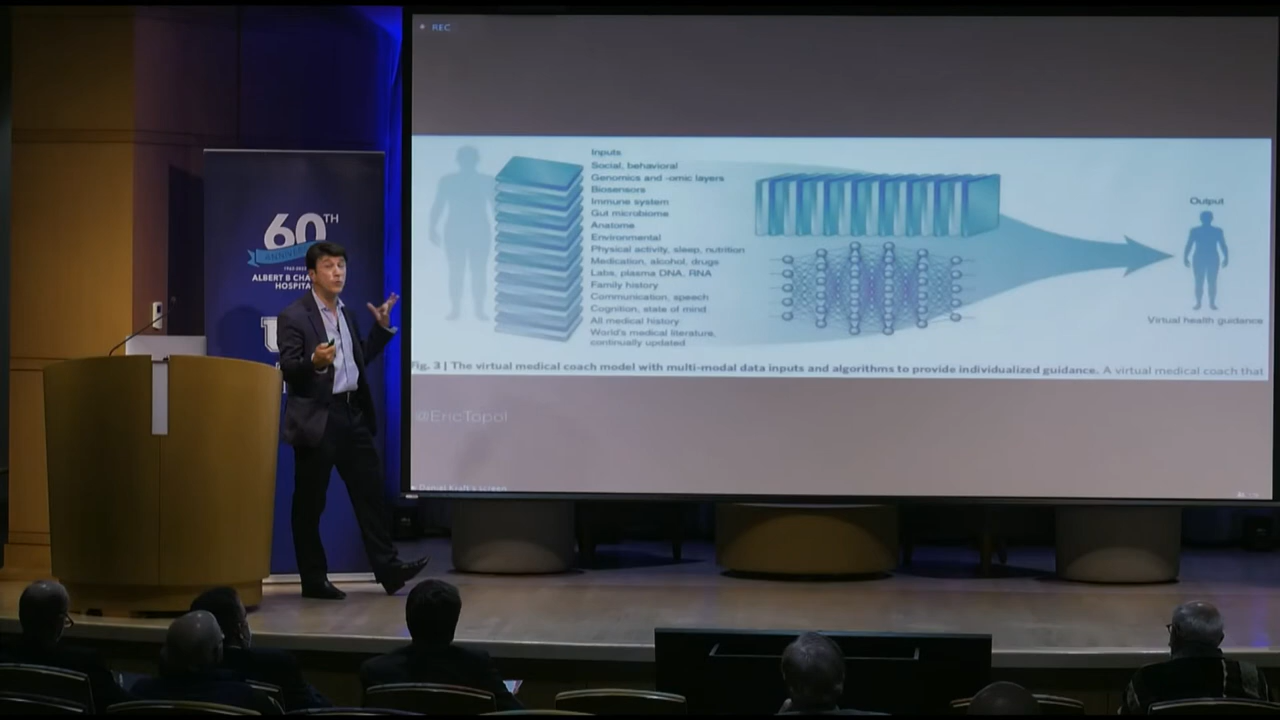 REC
Inputs
Social, behavioral
Genomics and -omic layers
Biosensors
Immune system
Gut microbiome
Anatome
Environmental
Physical activity, sleep, nutrition
Medication, alcohol, drugs
Labs, plasma DNA, RNA
Family history
Communication, speech
Cognition, state of mind
All medical history
World's medical literature,
continually updated
Output
Virtual health guidance
Fig. 3 | The virtual medical coach model with multi-modal data inputs and algorithms to provide individualized guidance. A virtual medical coach that
@EricTopol
Daniel Kraft's screen
60TH
ALBERT B